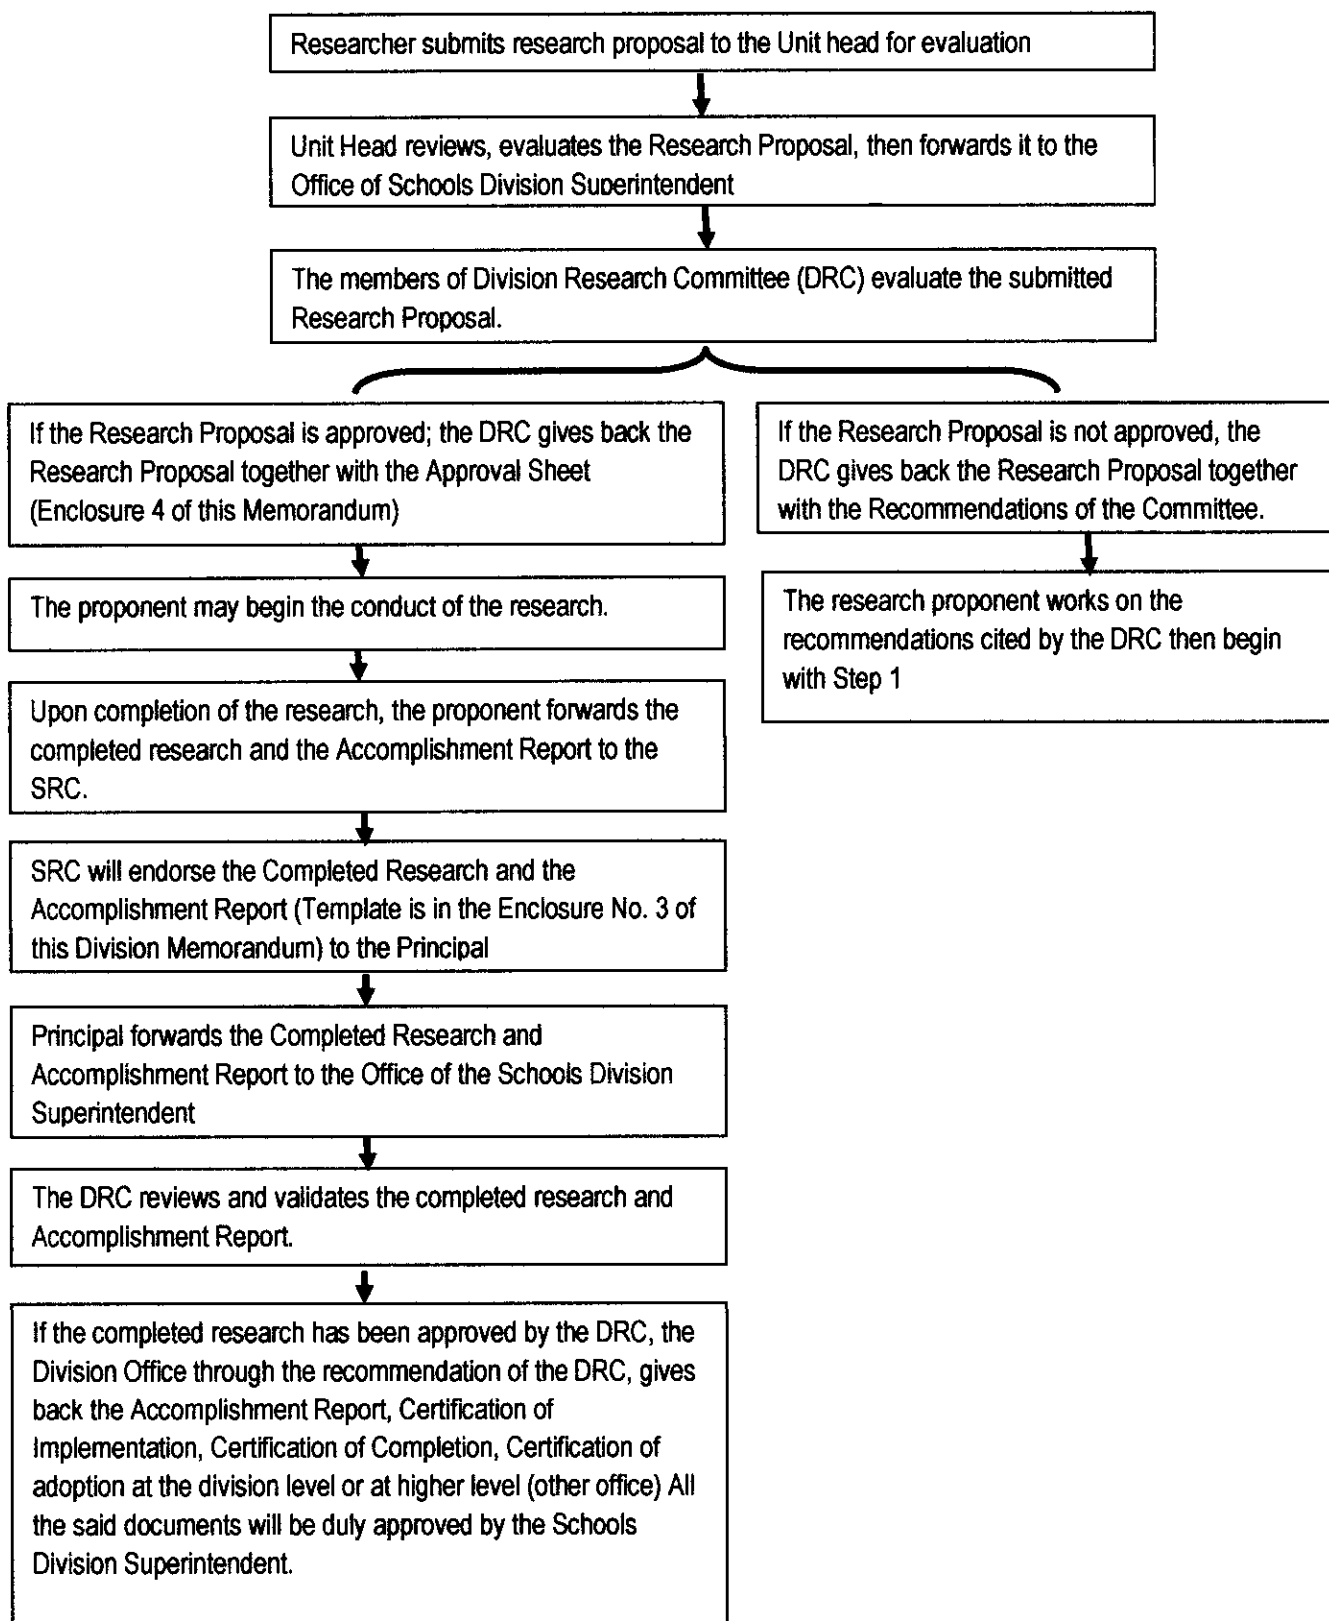 Researcher submits research proposal to the Unit head for evaluation
Unit Head reviews, evaluates the Research Proposal, then forwards it to the
Office of Schools Division Superintendent
The members of Division Research Committee (DRC) evaluate the submitted
Research Proposal.
If the Research Proposal is approved; the DRC gives back the
Research Proposal together with the Approval Sheet
(Enclosure 4 of this Memorandum)
If the Research Proposal is not approved, the
DRC gives back the Research Proposal together
with the Recommendations of the Committee.
The proponent may begin the conduct of the research.
The research proponent works on the
recommendations cited by the DRC then begin
with Step 1
Upon completion of the research, the proponent forwards the
completed research and the Accomplishment Report to the
SRC.
SRC will endorse the Completed Research and the
Accomplishment Report (Template is in the Enclosure No. 3 of
this Division Memorandum) to the Principal
Principal forwards the Completed Research and
Accomplishment Report to the Office of the Schools Division
Superintendent
The DRC reviews and validates the completed research and
Accomplishment Report.
If the completed research has been approved by the DRC, the
Division Office through the recommendation of the DRC, gives
back the Accomplishment Report, Certification of
Implementation, Certification of Completion, Certification of
adoption at the division level or at higher level (other office) All
the said documents will be duly approved by the Schools
Division Superintendent.